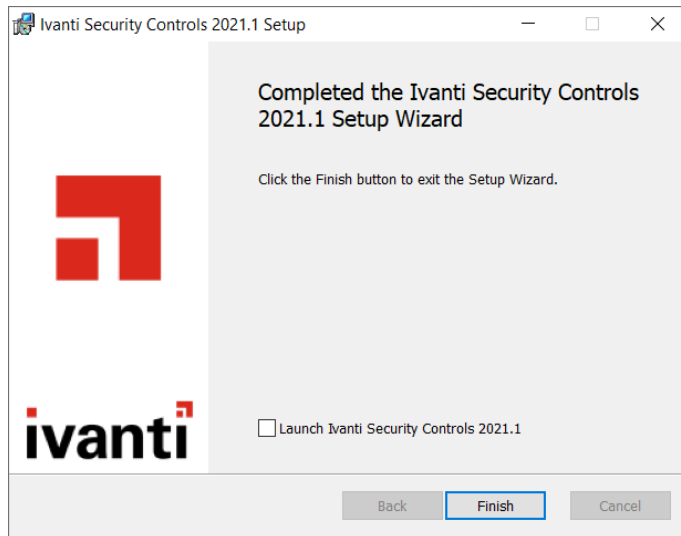 Ivanti Security Controls 2021.1 Setup
Completed the Ivanti Security Controls
2021.1 Setup Wizard
Click the Finish button to exit the Setup Wizard.
ivanti
Launch Ivanti Security Controls 2021.1
Back Finish Cancel